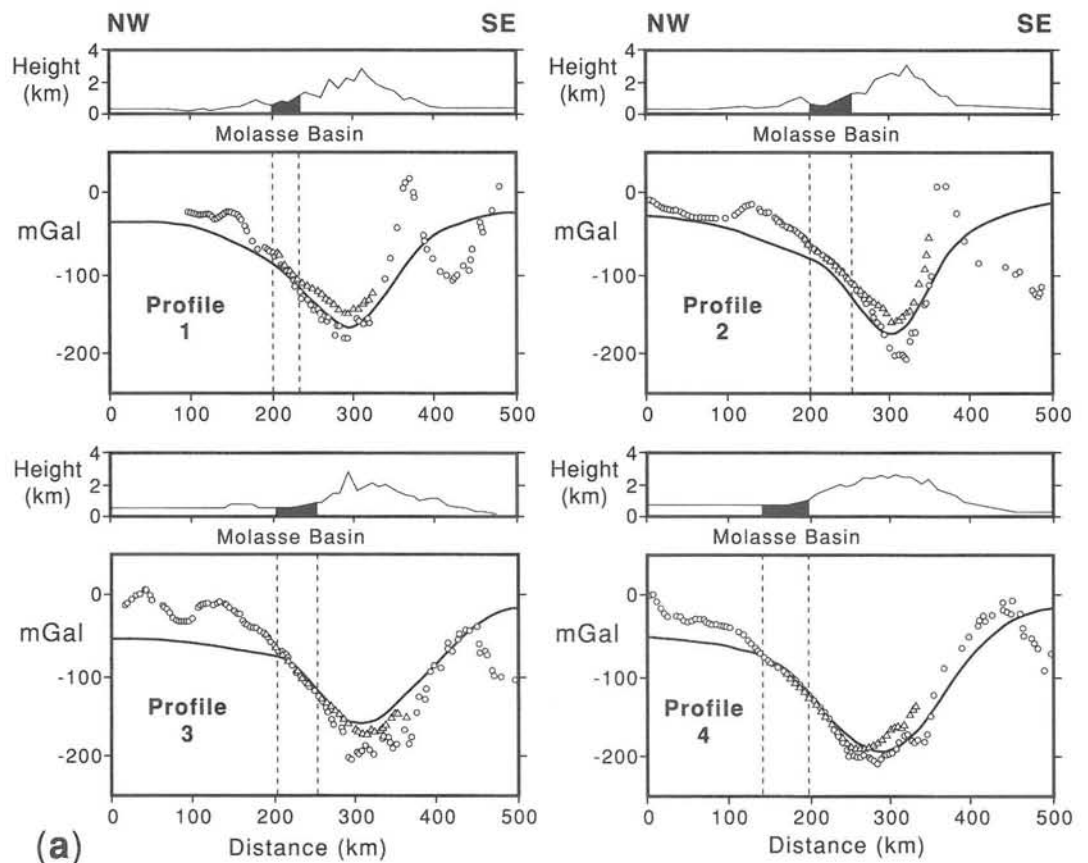 NW SE NW SE
4 4
Height 2 Height 2
(km) 0 (km) 0
Molasse Basin Molasse Basin
0 0
mGal mGal
-100 -100
Profile Profile
1 2
-200 -200
0 100 200 300 400 500 0 100 200 300 400 500
4 4
Height 2 Height 2
(km) 0 (km) 0
Molasse Basin Molasse Basin
0 0
mGal mGal
-100 -100
Profile Profile
3 4
-200 -200
0 100 200 300 400 500 0 100 200 300 400 500
(a) Distance (km) Distance (km)